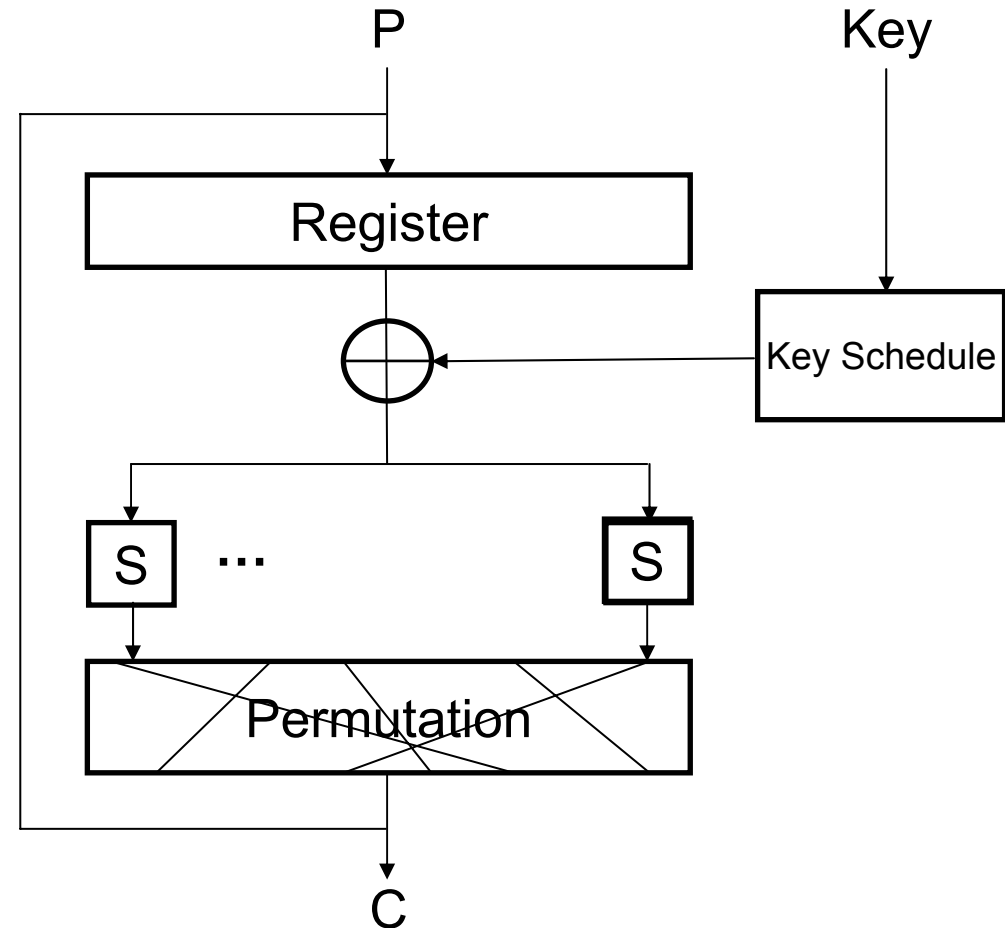 P
Key
Register
Key Schedule
S
...
S
Permutation
C